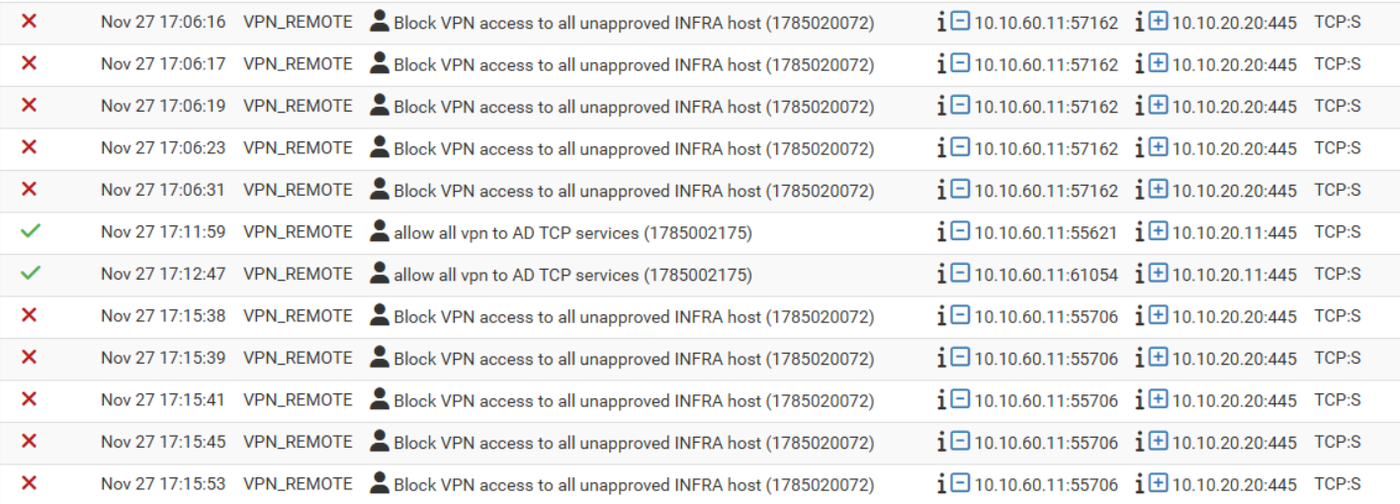 Nov 27 17:06:16 VPN_REMOTE Block VPN access to all unapproved INFRA host (1785020072) 10.10.60.11:57162 10.10.20.20:445 TCP:S
Nov 27 17:06:17 VPN_REMOTE Block VPN access to all unapproved INFRA host (1785020072) 10.10.60.11:57162 10.10.20.20:445 TCP:S
Nov 27 17:06:19 VPN_REMOTE Block VPN access to all unapproved INFRA host (1785020072) 10.10.60.11:57162 10.10.20.20:445 TCP:S
Nov 27 17:06:23 VPN_REMOTE Block VPN access to all unapproved INFRA host (1785020072) 10.10.60.11:57162 10.10.20.20:445 TCP:S
Nov 27 17:06:31 VPN_REMOTE Block VPN access to all unapproved INFRA host (1785020072) 10.10.60.11:57162 10.10.20.20:445 TCP:S
Nov 27 17:11:59 VPN_REMOTE allow all vpn to AD TCP services (1785002175) 10.10.60.11:55621 10.10.20.11:445 TCP:S
Nov 27 17:12:47 VPN_REMOTE allow all vpn to AD TCP services (1785002175) 10.10.60.11:61054 10.10.20.11:445 TCP:S
Nov 27 17:15:38 VPN_REMOTE Block VPN access to all unapproved INFRA host (1785020072) 10.10.60.11:55706 10.10.20.20:445 TCP:S
Nov 27 17:15:39 VPN_REMOTE Block VPN access to all unapproved INFRA host (1785020072) 10.10.60.11:55706 10.10.20.20:445 TCP:S
Nov 27 17:15:41 VPN_REMOTE Block VPN access to all unapproved INFRA host (1785020072) 10.10.60.11:55706 10.10.20.20:445 TCP:S
Nov 27 17:15:45 VPN_REMOTE Block VPN access to all unapproved INFRA host (1785020072) 10.10.60.11:55706 10.10.20.20:445 TCP:S
Nov 27 17:15:53 VPN_REMOTE Block VPN access to all unapproved INFRA host (1785020072) 10.10.60.11:55706 10.10.20.20:445 TCP:S